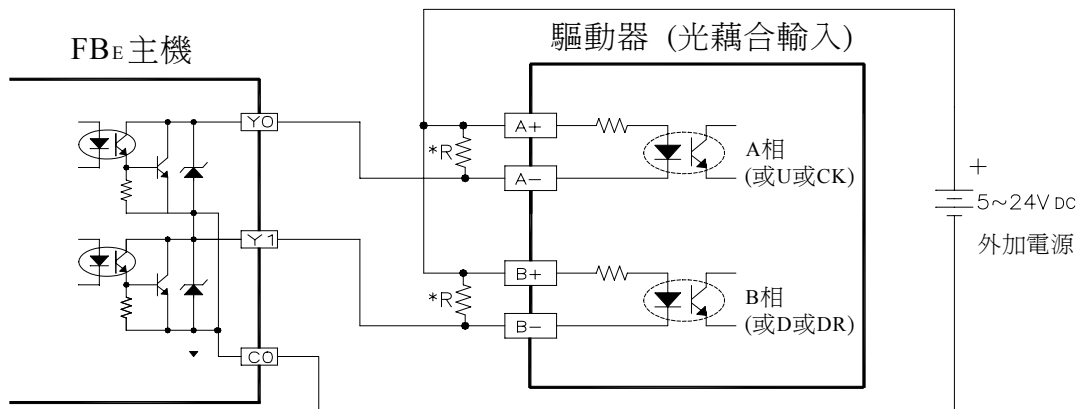 FBE主機
驅動器 (光藕合輸入)
Y0
A+
*R
A-
A相
(或U或CK)
+
5~24V DC
外加電源
Y1
B+
*R
B-
B相
(或D或DR)
C0